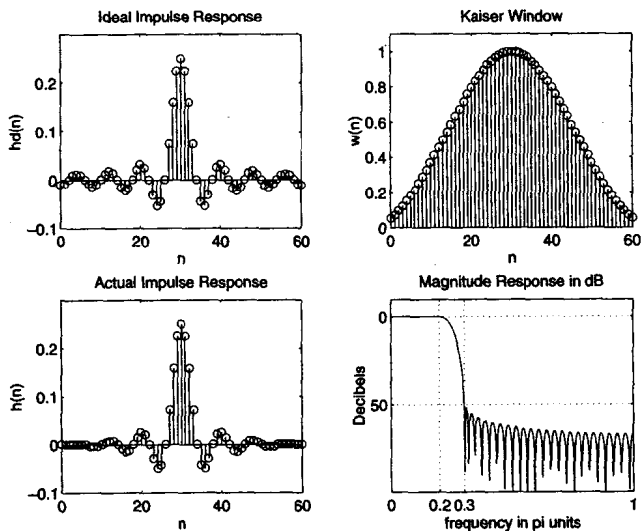 Ideal Impulse Response
hd(n)
0.2
0.1
0
−0.1
0
20
40
60
n
Kaiser Window
w(n)
1
0.8
0.6
0.4
0.2
0
0
20
40
60
n
Actual Impulse Response
h(n)
0.2
0.1
0
−0.1
0
20
40
60
n
Magnitude Response in dB
Decibels
0
50
0
0.2
0.3
1
frequency in pi units